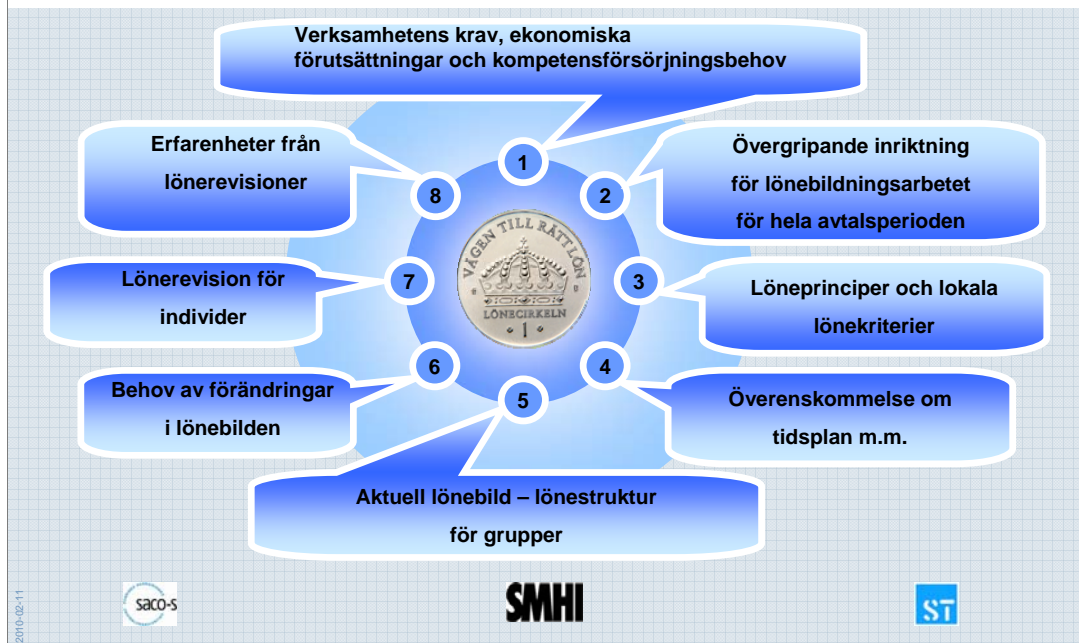 Verksamhetens krav, ekonomiska
förutsättningar och kompetensförsörjningsbehov
1
Övergripande inriktning
för lönebildningsarbetet
för hela avtalsperioden
2
Löneprinciper och lokala
lönekriterier
3
Överenskommelse om
tidsplan m.m.
4
Aktuell lönebild – lönestruktur
för grupper
5
Behov av förändringar
i lönebilden
6
Lönerevision för
individer
7
Erfarenheter från
lönerevisioner
8
VÄGEN TILL RÄTT LÖN
LÖNECIRKELN
1
2010-02-11
saco-s
SMHI
ST